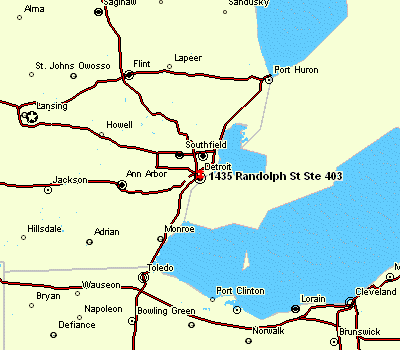 Saginaw
Sandusky
Alma
Lapeer
Flint
St. Johns Owosso
Port Huron
Lansing
Howell
Southfield
Detroit
Ann Arbor
1435 Randolph St Ste 403
Jackson
Hillsdale
Adrian
Monroe
Toledo
Wauseon
Bryan
Port Clinton
Cleveland
Lorain
Napoleon
Bowling Green
Defiance
Norwalk
Brunswick